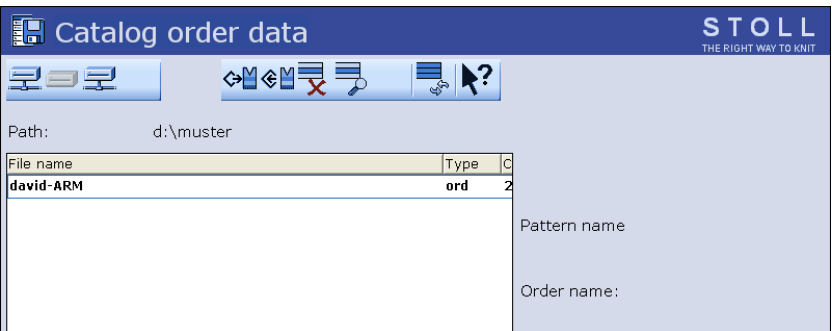 Catalog order data
STOLL
THE RIGHT WAY TO KNIT
?
Path: d:\muster
File name Type C
david-ARM ord 2
Pattern name
Order name: